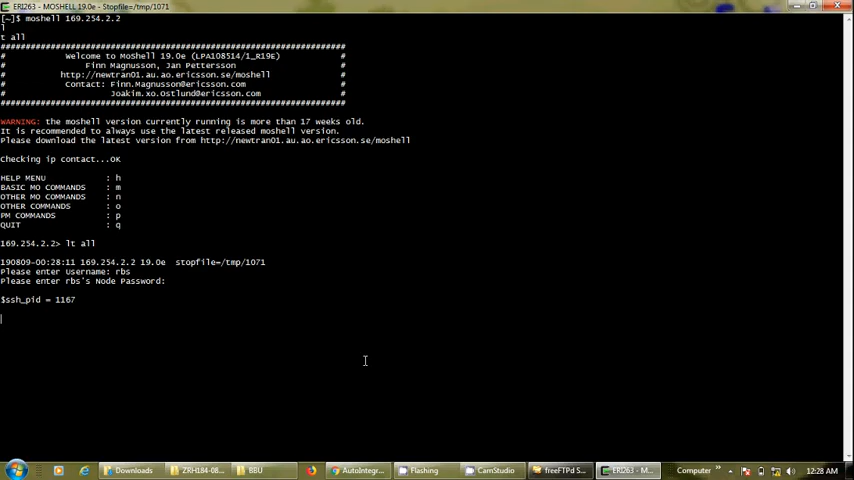 ERI263 - MOSHELL 19.0e - Stopfile=/tmp/1071
[~]$ moshell 169.254.2.2
l
t all
##################################################################
# Welcome to MoShell 19.0e (LPA108514/1_R19E) #
# Finn Magnusson, Jan Pettersson #
# http://newtran01.au.ao.ericsson.se/moshell #
# contact: Finn.Magnusson@ericsson.com #
# Joakim.xo.Ostlund@ericsson.com #
##################################################################
WARNING: the moshell version currently running is more than 17 weeks old.
It is recommended to always use the latest released moshell version.
Please download the latest version from http://newtran01.au.ao.ericsson.se/moshell
Checking ip contact...OK
HELP MENU : h
BASIC MO COMMANDS : m
OTHER MO COMMANDS : n
OTHER COMMANDS : o
PM COMMANDS : p
QUIT : q
169.254.2.2> lt all
190809-00:28:11 169.254.2.2 19.0e stopfile=/tmp/1071
Please enter Username: rbs
Please enter rbs's Node Password:
$ssh_pid = 1167
Downloads ZRH184-08... BBU AutoIntegr... Flashing CamStudio freeFTPd S... ERI263 - M... Computer » 12:28 AM